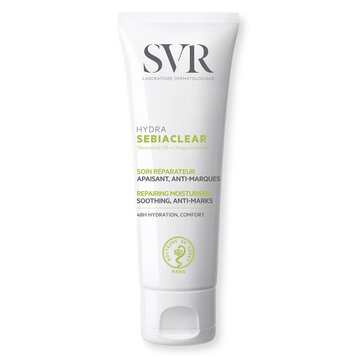 SVR
LABORATOIRE DERMATOLOGIQUE
HYDRA
SEBIACLEAR
SOIN RÉPARATEUR
APAISANT, ANTI-MARQUES
REPAIRING MOISTURISER
SOOTHING, ANTI-MARKS
48H HYDRATION, COMFORT
PARIS